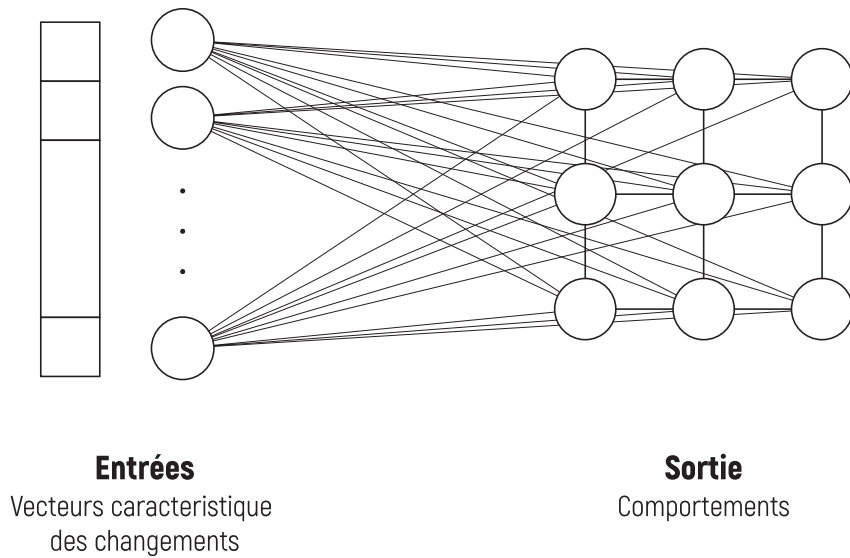 Entrées
Vecteurs caracteristique
des changements
Sortie
Comportements